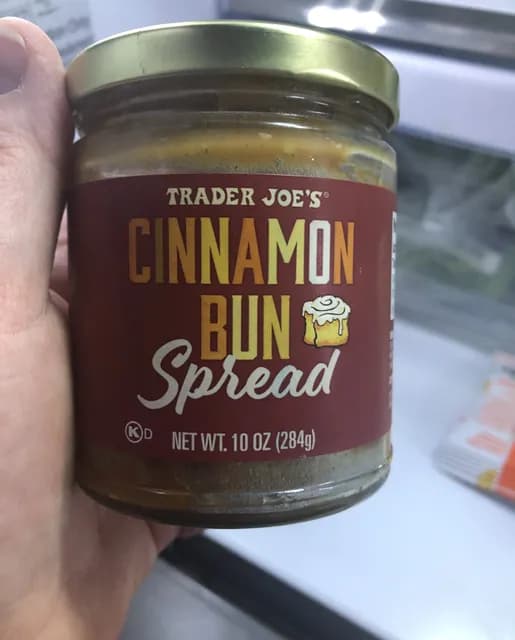 TRADER JOE'S®
CINNAMON
BUN
Spread
K D NET WT. 10 OZ (284g)